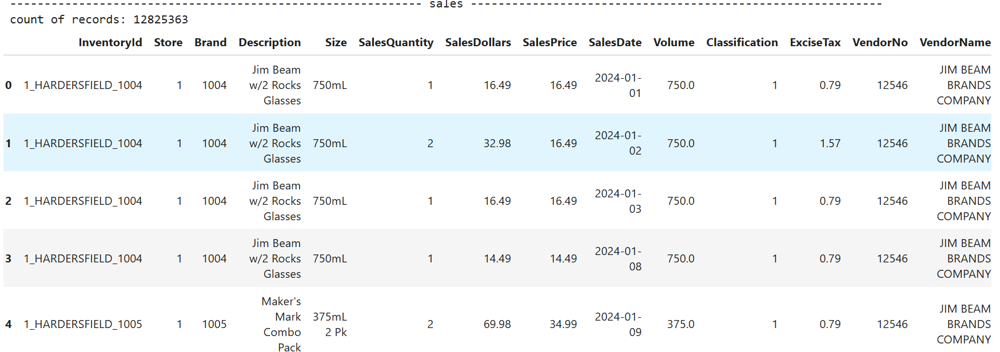 ------------------------------------------------------------ sales ------------------------------------------------------------
count of records: 12825363
InventoryId Store Brand Description Size SalesQuantity SalesDollars SalesPrice SalesDate Volume Classification ExciseTax VendorNo VendorName
0 1_HARDERSFIELD_1004 1 1004 Jim Beam w/2 Rocks Glasses 750mL 1 16.49 16.49 2024-01-01 750.0 1 0.79 12546 JIM BEAM BRANDS COMPANY
1 1_HARDERSFIELD_1004 1 1004 Jim Beam w/2 Rocks Glasses 750mL 2 32.98 16.49 2024-01-02 750.0 1 1.57 12546 JIM BEAM BRANDS COMPANY
2 1_HARDERSFIELD_1004 1 1004 Jim Beam w/2 Rocks Glasses 750mL 1 16.49 16.49 2024-01-03 750.0 1 0.79 12546 JIM BEAM BRANDS COMPANY
3 1_HARDERSFIELD_1004 1 1004 Jim Beam w/2 Rocks Glasses 750mL 1 14.49 14.49 2024-01-08 750.0 1 0.79 12546 JIM BEAM BRANDS COMPANY
4 1_HARDERSFIELD_1005 1 1005 Maker's Mark Combo Pack 375mL 2 Pk 2 69.98 34.99 2024-01-09 375.0 1 0.79 12546 JIM BEAM BRANDS COMPANY